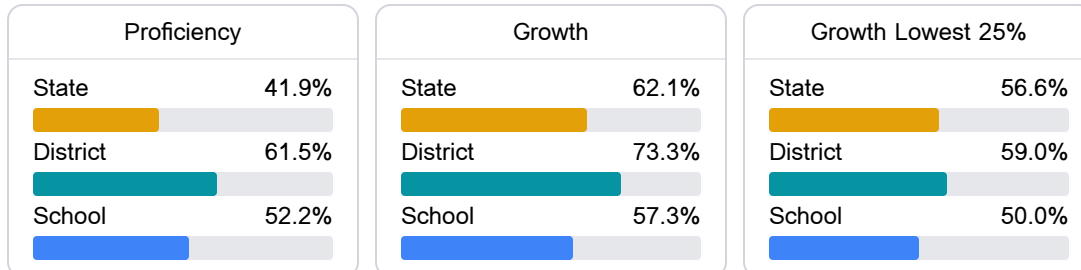 Proficiency
State 41.9%
District 61.5%
School 52.2%
Growth
State 62.1%
District 73.3%
School 57.3%
Growth Lowest 25%
State 56.6%
District 59.0%
School 50.0%